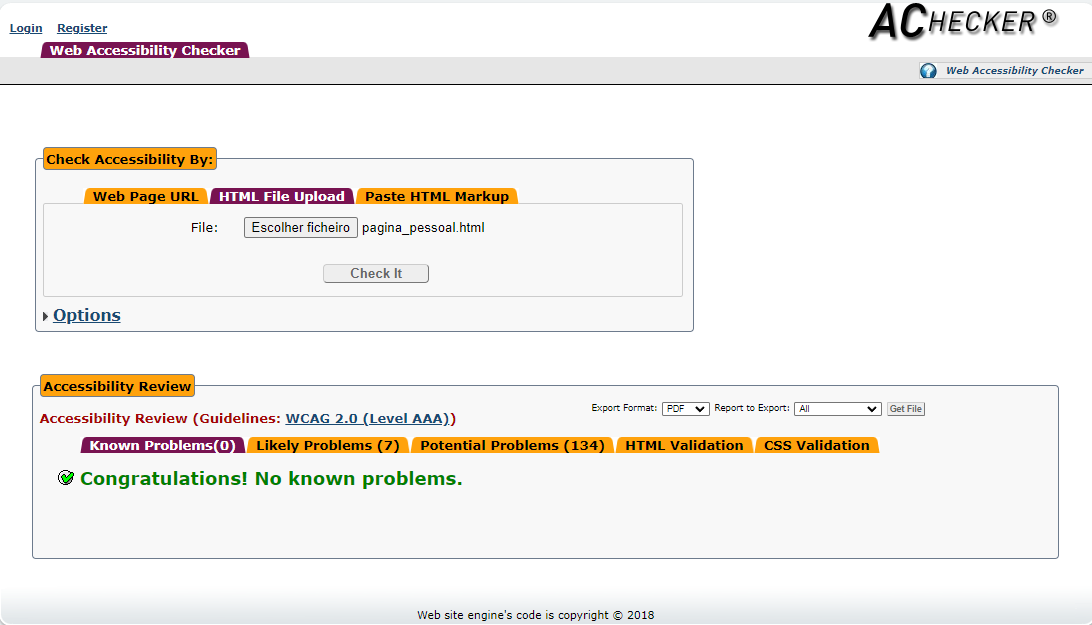 Login Register
ACHECKER ®
Web Accessibility Checker
Web Accessibility Checker
Check Accessibility By:
Web Page URL HTML File Upload Paste HTML Markup
File: Escolher ficheiro pagina_pessoal.html
Check It
Options
Accessibility Review
Export Format: PDF Report to Export: All Get File
Accessibility Review (Guidelines: WCAG 2.0 (Level AAA))
Known Problems(0) Likely Problems (7) Potential Problems (134) HTML Validation CSS Validation
Congratulations! No known problems.
Web site engine's code is copyright © 2018